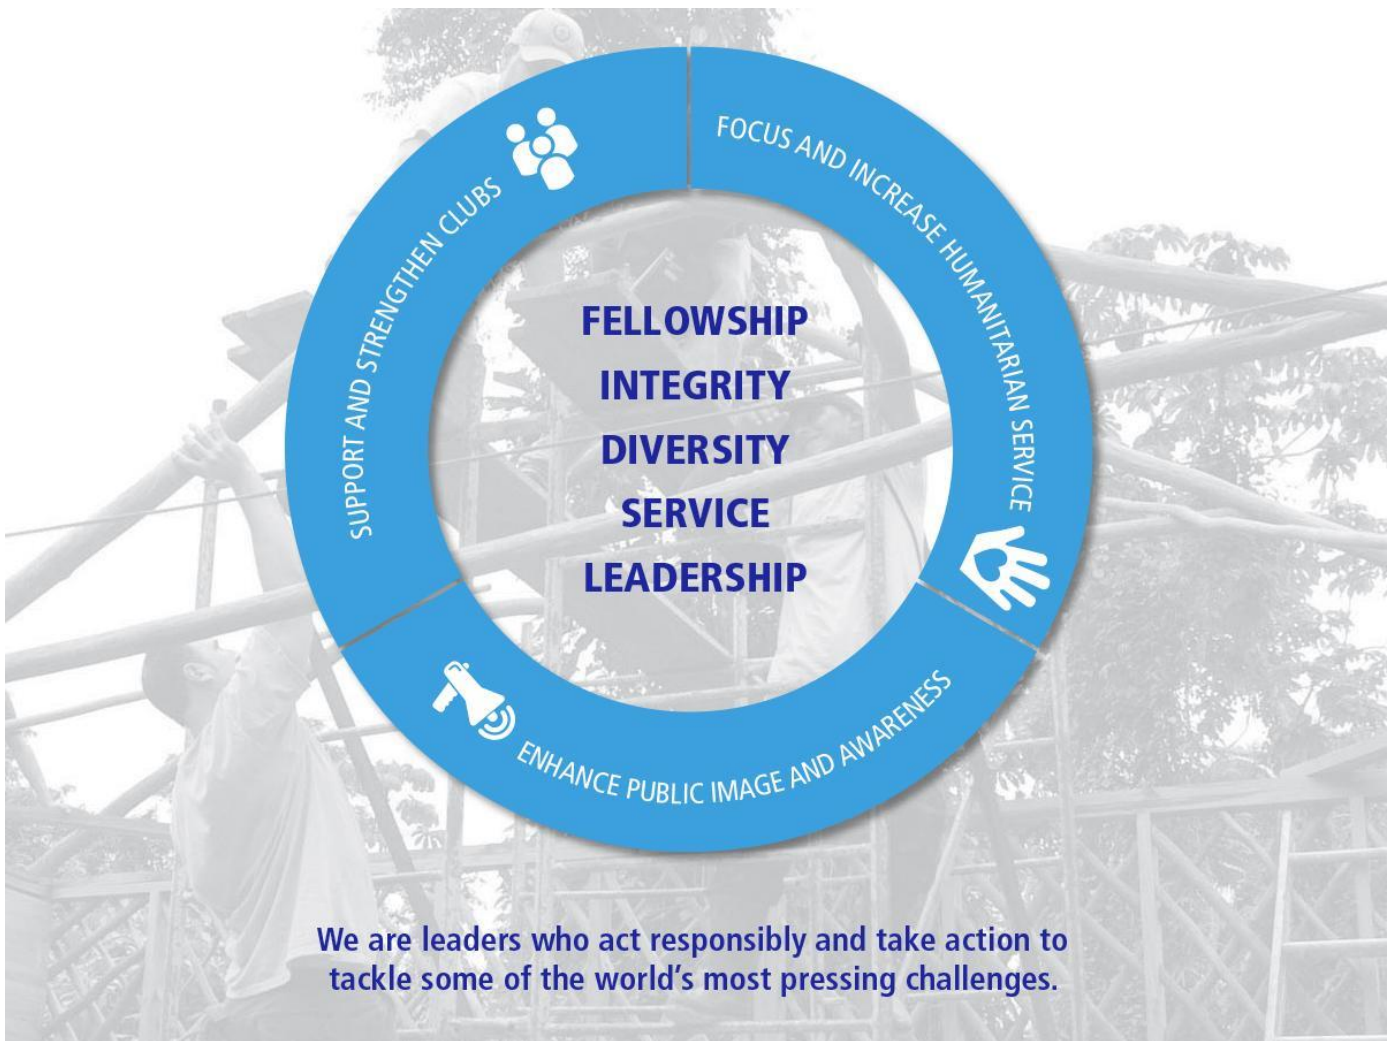 SUPPORT AND STRENGTHEN CLUBS
FOCUS AND INCREASE HUMANITARIAN SERVICE
FELLOWSHIP
INTEGRITY
DIVERSITY
SERVICE
LEADERSHIP
ENHANCE PUBLIC IMAGE AND AWARENESS
We are leaders who act responsibly and take action to
tackle some of the world's most pressing challenges.